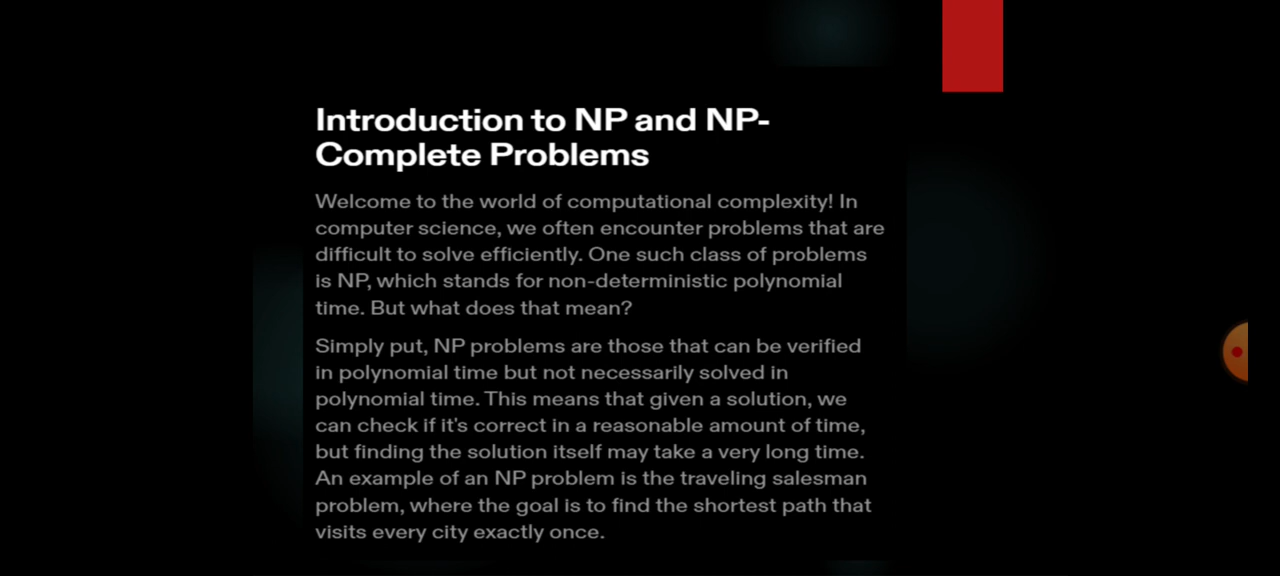 Introduction to NP and NP-
Complete Problems
Welcome to the world of computational complexity! In
computer science, we often encounter problems that are
difficult to solve efficiently. One such class of problems
is NP, which stands for non-deterministic polynomial
time. But what does that mean?
Simply put, NP problems are those that can be verified
in polynomial time but not necessarily solved in
polynomial time. This means that given a solution, we
can check if it's correct in a reasonable amount of time,
but finding the solution itself may take a very long time.
An example of an NP problem is the traveling salesman
problem, where the goal is to find the shortest path that
visits every city exactly once.